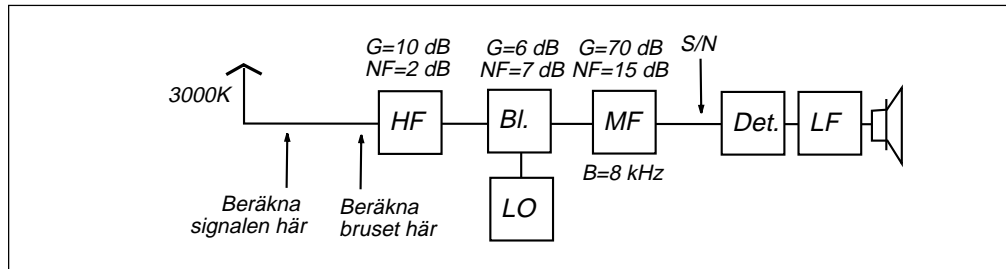 G=10 dB
NF=2 dB
G=6 dB
NF=7 dB
G=70 dB
NF=15 dB
S/N
3000K
HF
Bl.
MF
Det.
LF
B=8 kHz
LO
Beräkna
signalen här
Beräkna
bruset här